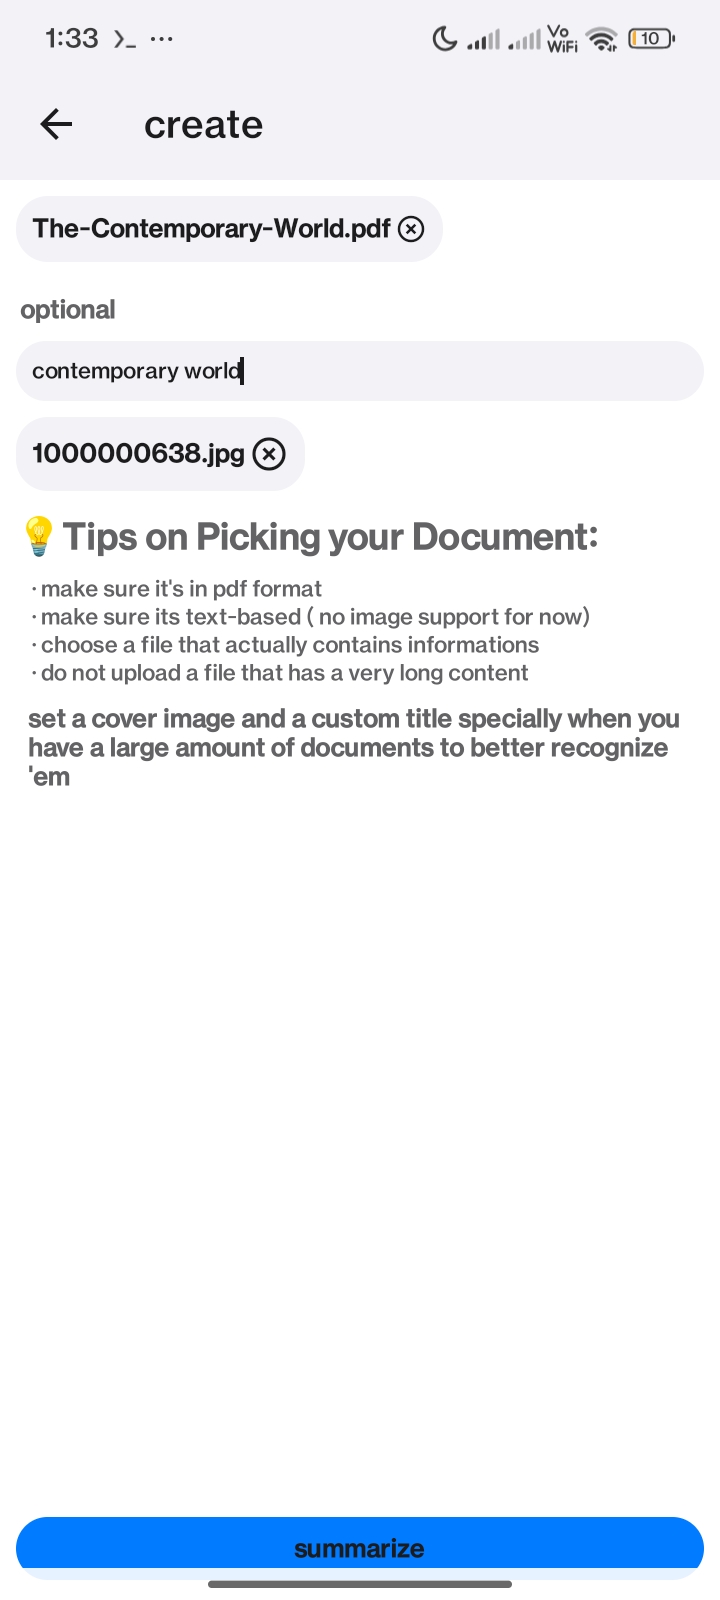 1:33 ❯_ ...
Vo
WiFi
10
create
The-Contemporary-World.pdf
optional
contemporary world
1000000638.jpg
💡 Tips on Picking your Document:
· make sure it's in pdf format
· make sure its text-based ( no image support for now)
· choose a file that actually contains informations
· do not upload a file that has a very long content
set a cover image and a custom title specially when you
have a large amount of documents to better recognize
'em
summarize